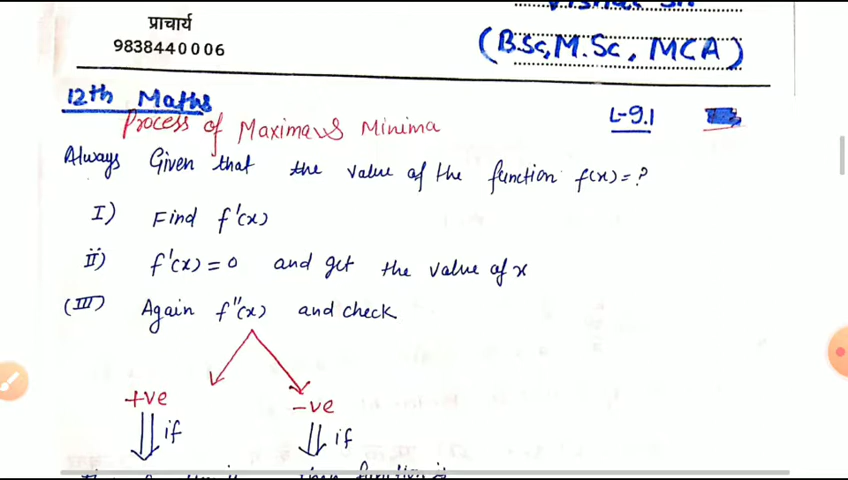 प्राचार्य
9838440006
(B.Sc, M.Sc, MCA)
12th Maths
Process of Maxima & Minima
L-9.1
Always Given that the value of the function f(x)=?
I) Find f'(x)
II) f'(x)=0 and get the value of x
(III) Again f"(x) and check
+ve
-ve
if
if